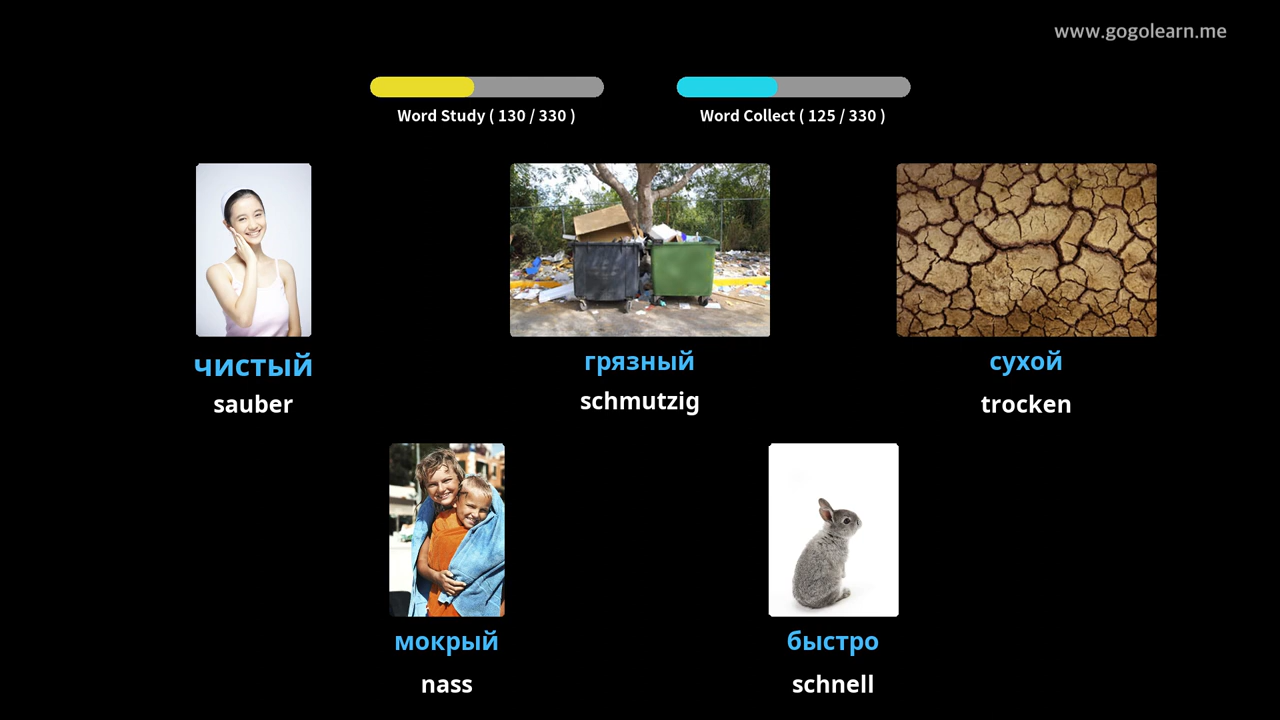 www.gogolearn.me
Word Study ( 130 / 330 )
Word Collect ( 125 / 330 )
чистый
sauber
грязный
schmutzig
сухой
trocken
мокрый
nass
быстро
schnell